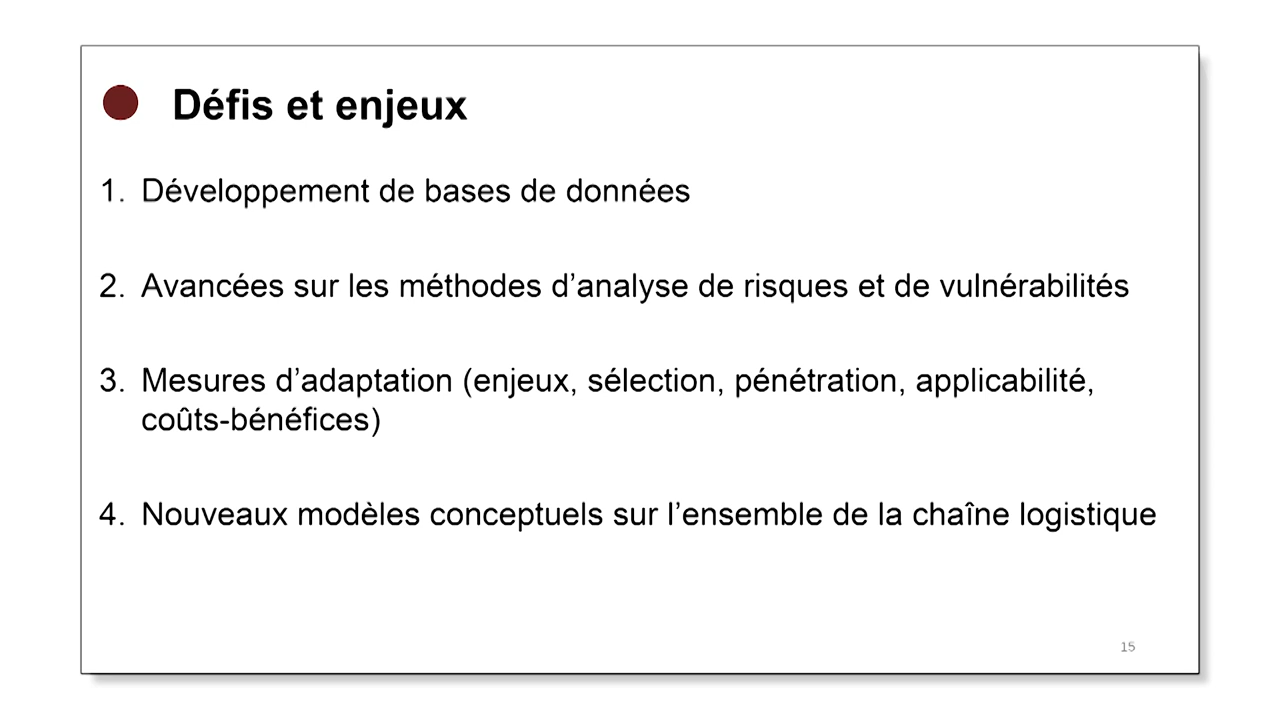 Défis et enjeux
1. Développement de bases de données
2. Avancées sur les méthodes d’analyse de risques et de vulnérabilités
3. Mesures d’adaptation (enjeux, sélection, pénétration, applicabilité,
coûts-bénéfices)
4. Nouveaux modèles conceptuels sur l’ensemble de la chaîne logistique
15